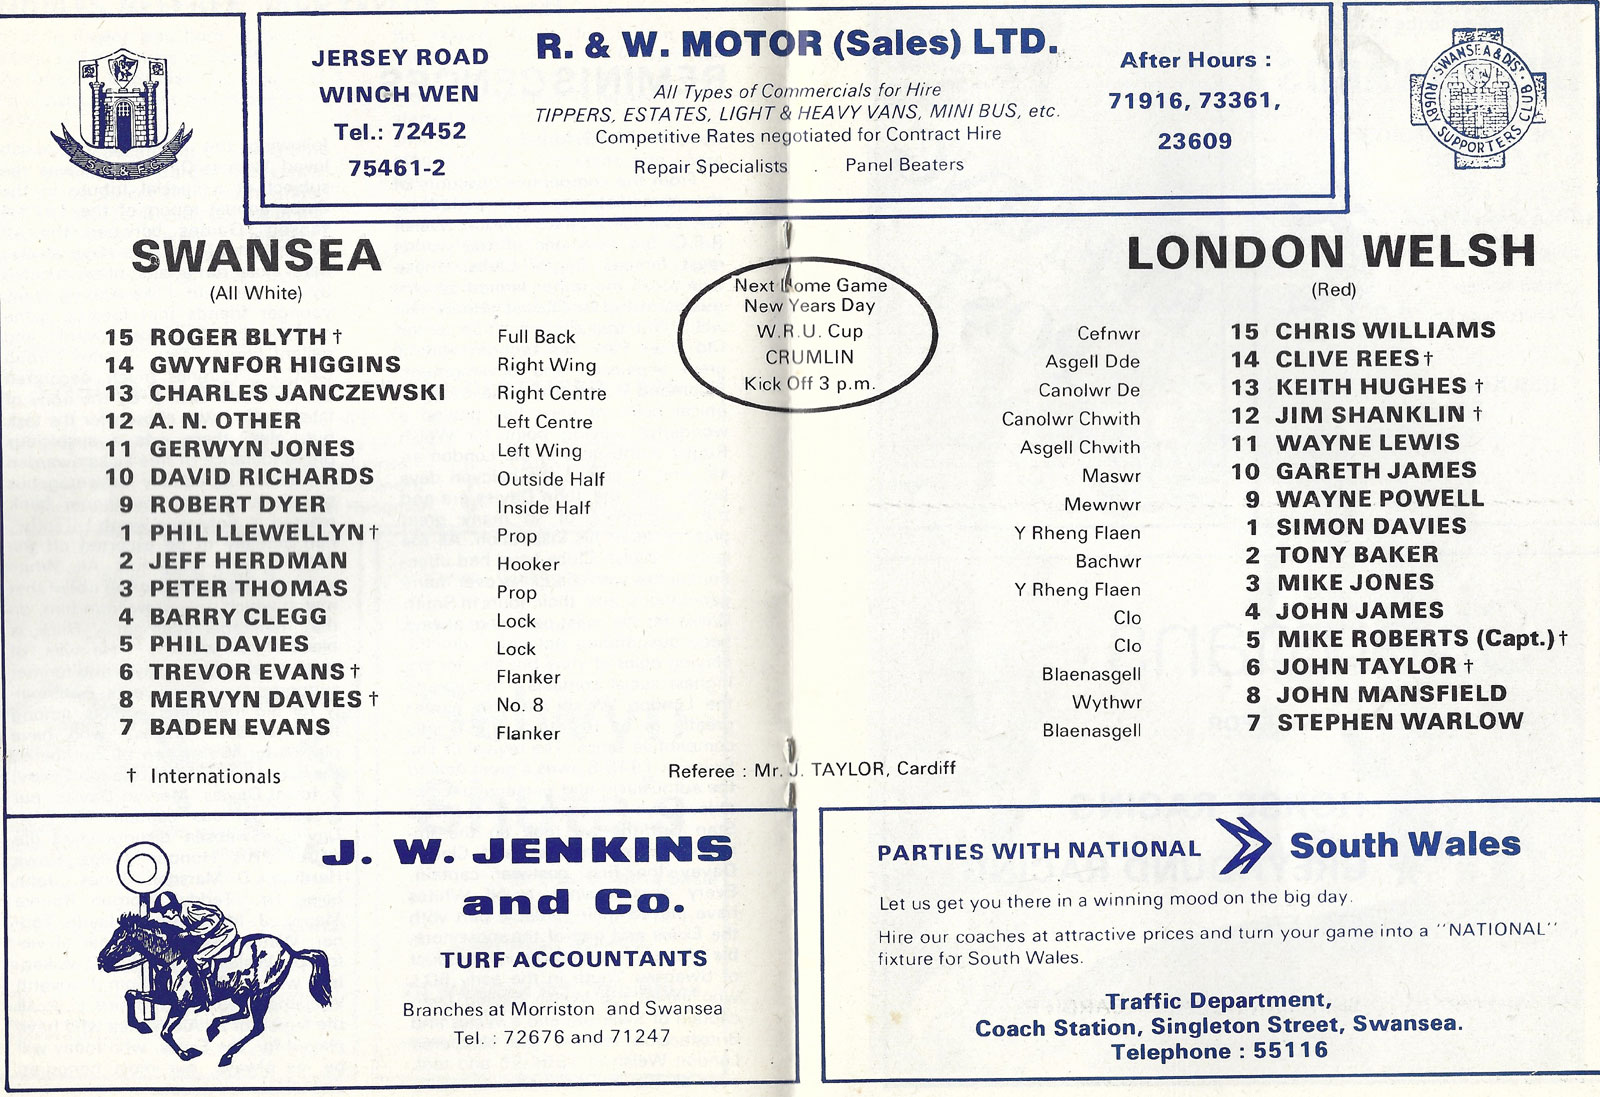 S.C.&F.C.
JERSEY ROAD
WINCH WEN
Tel.: 72452
75461-2
R. & W. MOTOR (Sales) LTD.
All Types of Commercials for Hire
TIPPERS, ESTATES, LIGHT & HEAVY VANS, MINI BUS, etc.
Competitive Rates negotiated for Contract Hire
Repair Specialists . Panel Beaters
After Hours :
71916, 73361,
23609
SWANSEA & DIST. RUGBY SUPPORTERS CLUB
SWANSEA
(All White)
15 ROGER BLYTH † Full Back
14 GWYNFOR HIGGINS Right Wing
13 CHARLES JANCZEWSKI Right Centre
12 A. N. OTHER Left Centre
11 GERWYN JONES Left Wing
10 DAVID RICHARDS Outside Half
9 ROBERT DYER Inside Half
1 PHIL LLEWELLYN † Prop
2 JEFF HERDMAN Hooker
3 PETER THOMAS Prop
4 BARRY CLEGG Lock
5 PHIL DAVIES Lock
6 TREVOR EVANS † Flanker
8 MERVYN DAVIES † No. 8
7 BADEN EVANS Flanker
† Internationals
Next Home Game
New Years Day
W.R.U. Cup
CRUMLIN
Kick Off 3 p.m.
LONDON WELSH
(Red)
Cefnwr 15 CHRIS WILLIAMS
Asgell Dde 14 CLIVE REES †
Canolwr De 13 KEITH HUGHES †
Canolwr Chwith 12 JIM SHANKLIN †
Asgell Chwith 11 WAYNE LEWIS
Maswr 10 GARETH JAMES
Mewnwr 9 WAYNE POWELL
Y Rheng Flaen 1 SIMON DAVIES
Bachwr 2 TONY BAKER
Y Rheng Flaen 3 MIKE JONES
Clo 4 JOHN JAMES
Clo 5 MIKE ROBERTS (Capt.) †
Blaenasgell 6 JOHN TAYLOR †
Wythwr 8 JOHN MANSFIELD
Blaenasgell 7 STEPHEN WARLOW
Referee : Mr. J. TAYLOR, Cardiff
J. W. JENKINS
and Co.
TURF ACCOUNTANTS
Branches at Morriston and Swansea
Tel. : 72676 and 71247
PARTIES WITH NATIONAL South Wales
Let us get you there in a winning mood on the big day.
Hire our coaches at attractive prices and turn your game into a "NATIONAL"
fixture for South Wales.
Traffic Department,
Coach Station, Singleton Street, Swansea.
Telephone : 55116